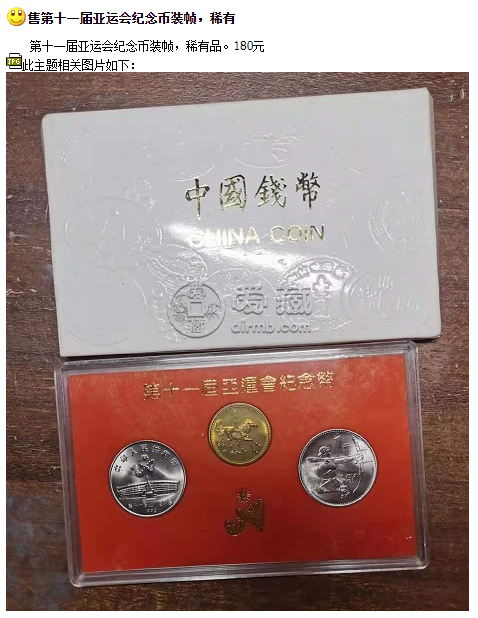 售第十一届亚运会纪念币装帧，稀有
第十一届亚运会纪念币装帧，稀有品。180元
此主题相关图片如下：
中國錢幣
CHINA COIN
爱藏
airmb.com
第十一届亞運會紀念幣